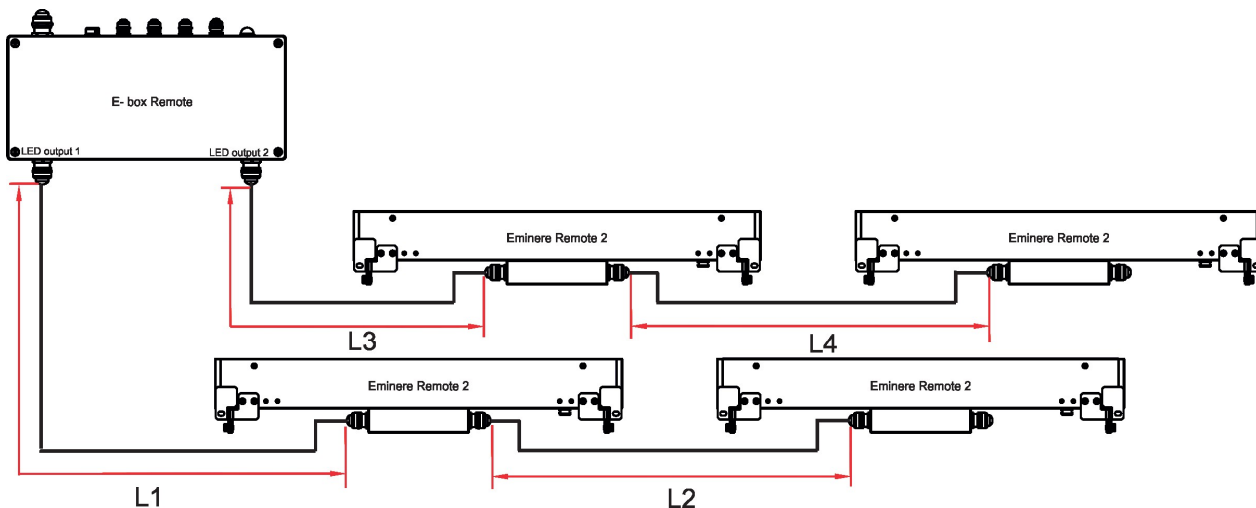 E- box Remote
LED output 1
LED output 2
Eminere Remote 2
Eminere Remote 2
L3
L4
Eminere Remote 2
Eminere Remote 2
L1
L2